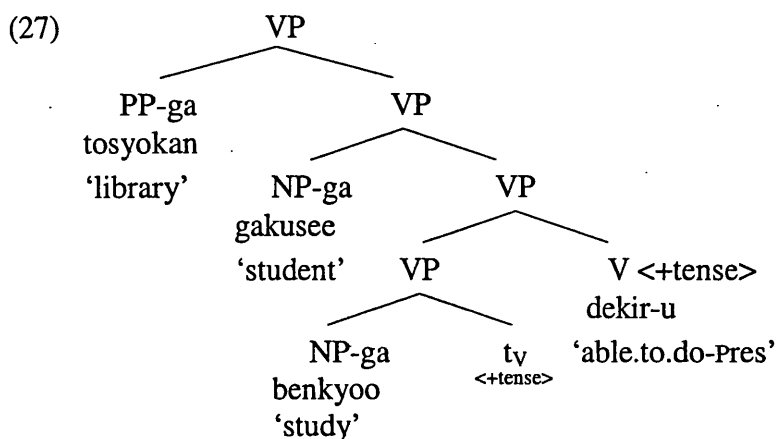 (27) VP
PP-ga VP
tosyokan
'library' NP-ga VP
gakusee
'student' VP V <+tense>
dekir-u
NP-ga tV 'able.to.do-Pres'
benkyoo <+tense>
'study'